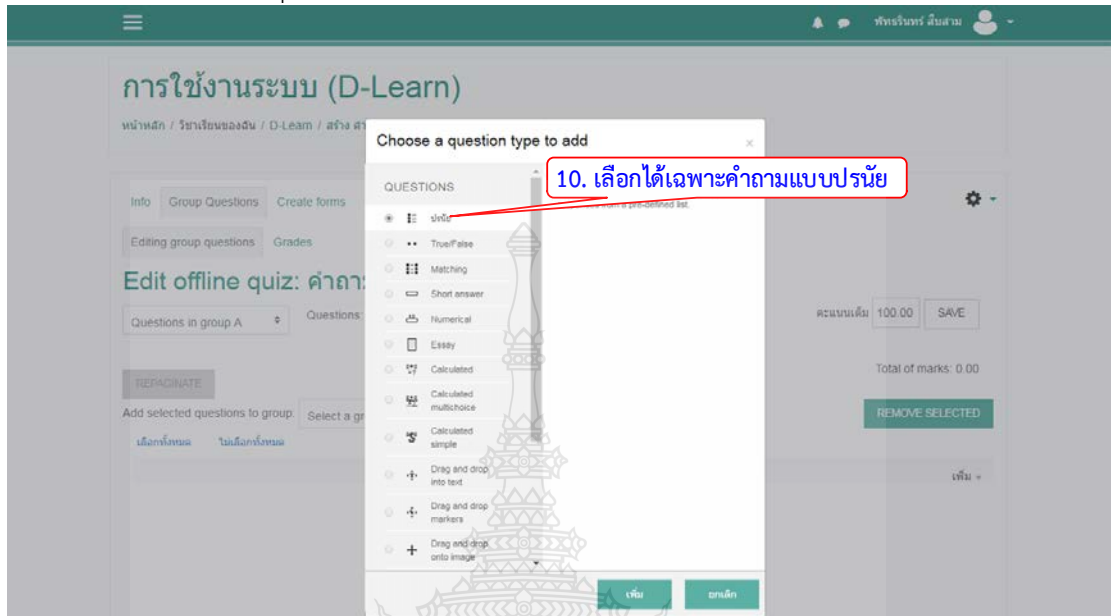 พัทธรินทร์ สืบสาม
การใช้งานระบบ (D-Learn)
หน้าหลัก / วิชาเรียนของฉัน / D-Learn / สร้าง
Choose a question type to add
×
10. เลือกได้เฉพาะคำถามแบบปรนัย
QUESTIONS
from a pre-defined list.
Info Group Questions Create forms
ปรนัย
Editing group questions Grades
True/False
Matching
Edit offline quiz:
Short answer
Questions in group A Questions:
Numerical
คะแนนเต็ม 100.00 SAVE
Essay
Calculated
Total of marks: 0.00
REPAGINATE
Calculated
multichoice
Add selected questions to group: Select a gr
REMOVE SELECTED
เลือกทั้งหมด ไม่เลือกทั้งหมด
Calculated
simple
Drag and drop
into text
เพิ่ม
Drag and drop
markers
Drag and drop
onto image
เพิ่ม ยกเลิก